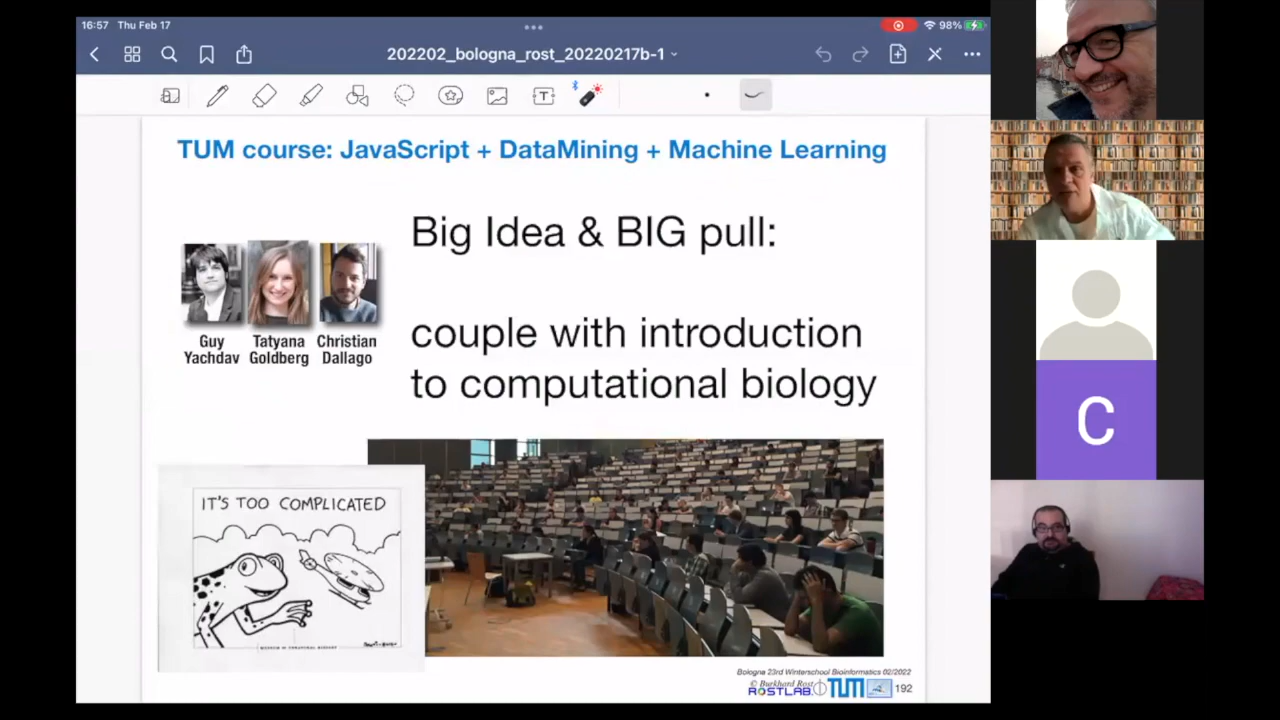 16:57 Thu Feb 17
98%
202202_bologna_rost_20220217b-1
T
TUM course: JavaScript + DataMining + Machine Learning
Big Idea & BIG pull:
couple with introduction
to computational biology
Guy
Yachdav
Tatyana
Goldberg
Christian
Dallago
IT'S TOO COMPLICATED
C
Bologna 23rd Winterschool Bioinformatics 02/2022
© Burkhard Rost
ROSTLAB
TUM
192